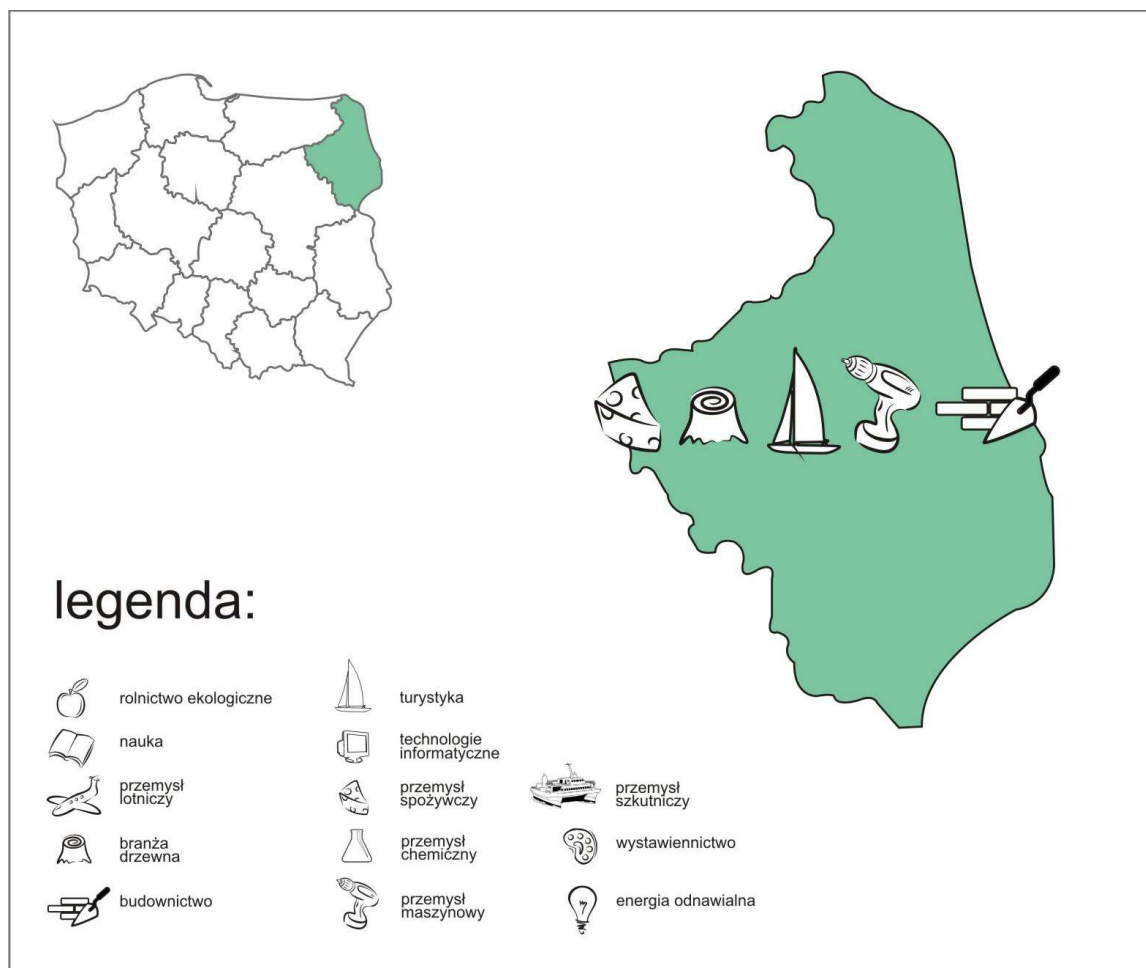 legenda:
rolnictwo ekologiczne
nauka
przemysł
lotniczy
branża
drzewna
budownictwo
turystyka
technologie
informatyczne
przemysł
spożywczy
przemysł
chemiczny
przemysł
maszynowy
przemysł
szkutniczy
wystawiennictwo
energia odnawialna